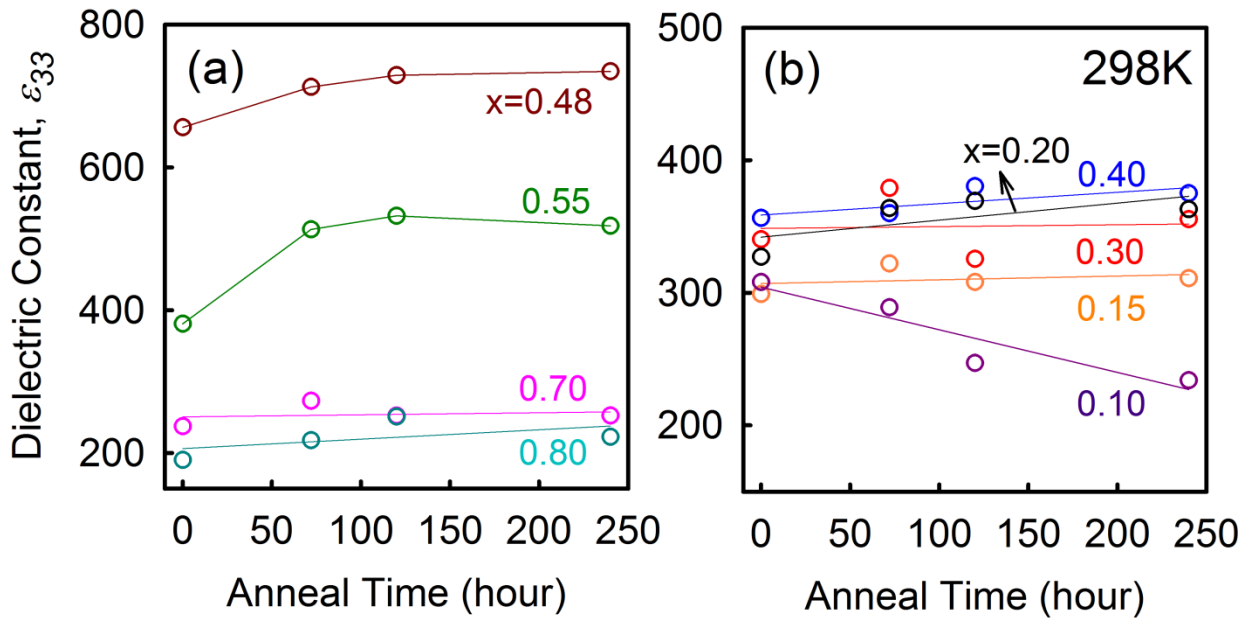 Dielectric Constant, ε33
800
600
400
200
(a)
x=0.48
0.55
0.70
0.80
0 50 100 150 200 250
Anneal Time (hour)
500
400
300
200
(b)
298K
x=0.20
0.40
0.30
0.15
0.10
0 50 100 150 200 250
Anneal Time (hour)